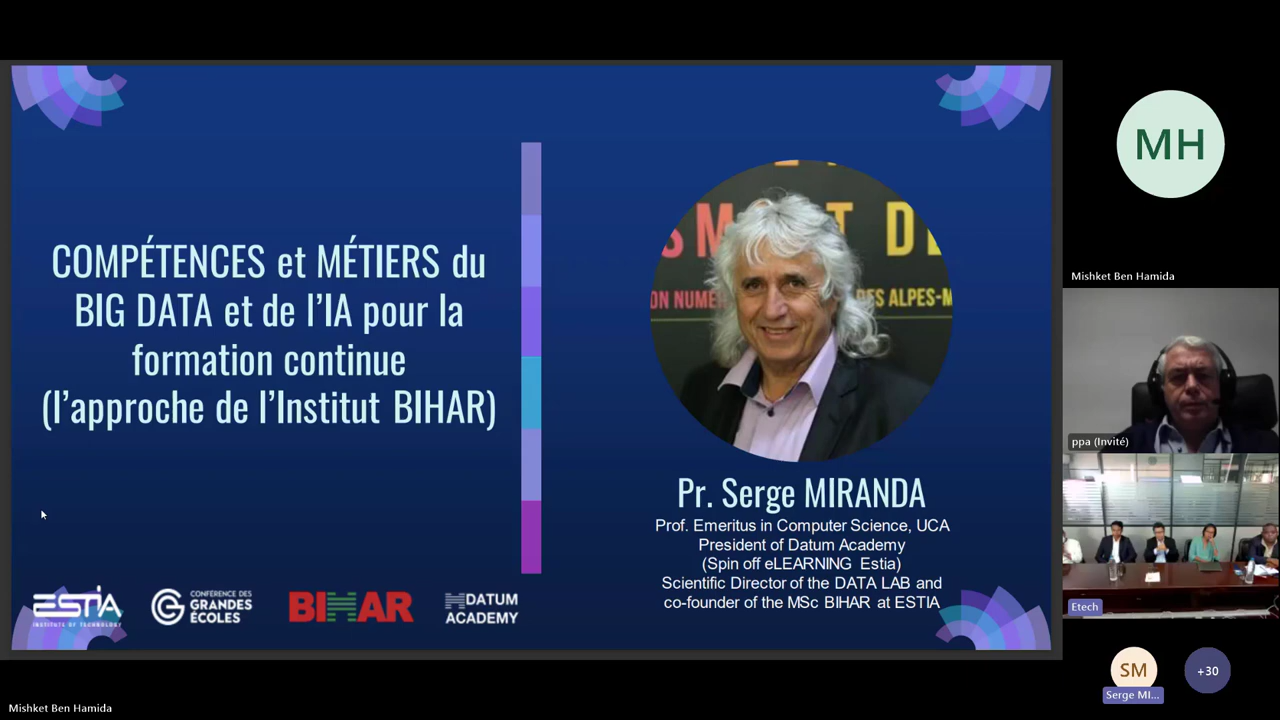 COMPÉTENCES et MÉTIERS du
BIG DATA et de l'IA pour la
formation continue
(l'approche de l'Institut BIHAR)
Pr. Serge MIRANDA
Prof. Emeritus in Computer Science, UCA
President of Datum Academy
(Spin off eLEARNING Estia)
Scientific Director of the DATA LAB and
co-founder of the MSc BIHAR at ESTIA
ESTIA
INSTITUTE OF TECHNOLOGY
CONFERENCE DES
GRANDES
ÉCOLES
BIHAR
DATUM
ACADEMY
MH
Mishket Ben Hamida
ppa (Invité)
Etech
SM
Serge MI...
+30
Mishket Ben Hamida